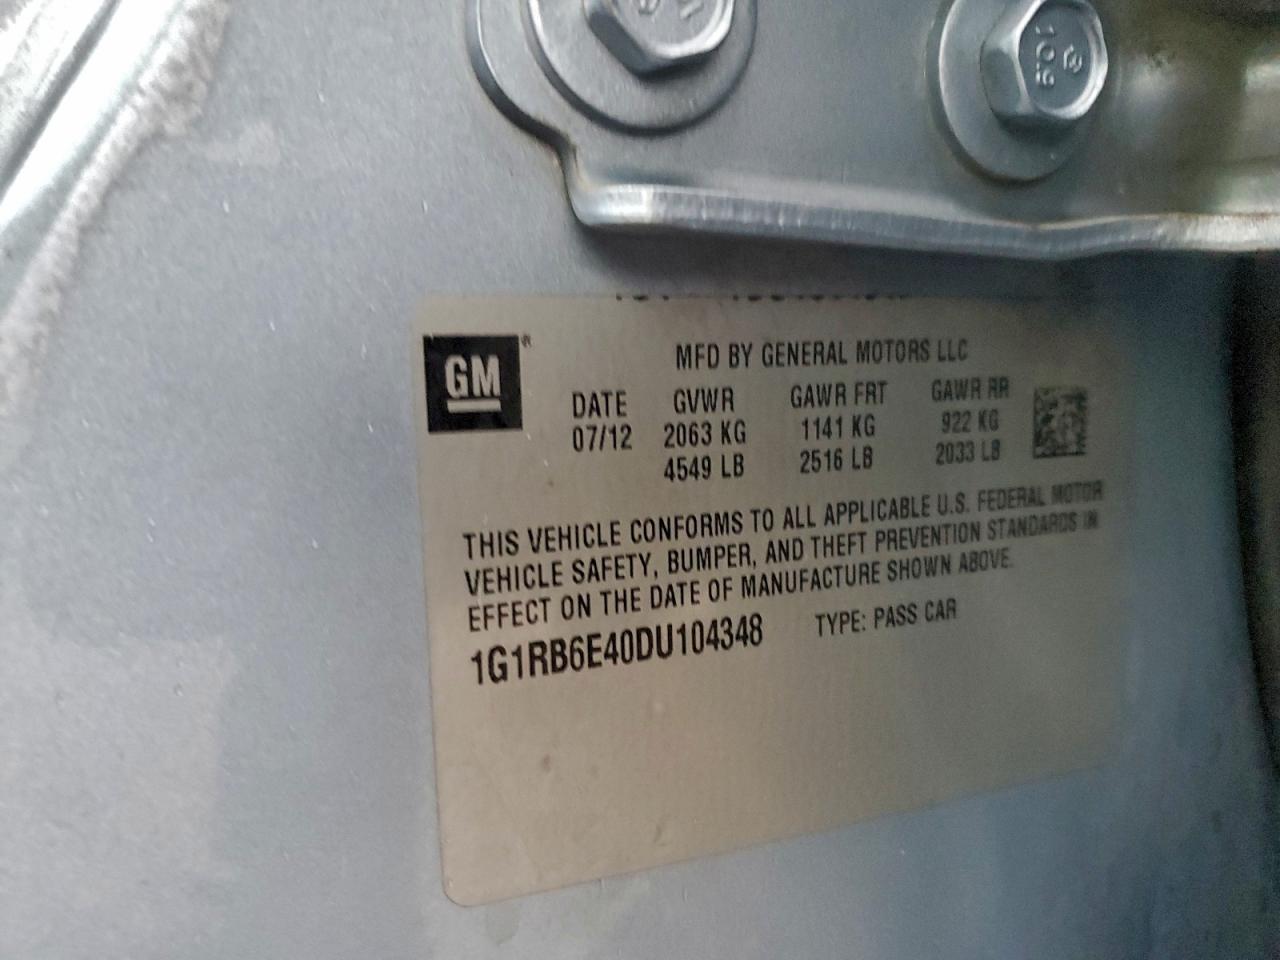 10.9
GM
MFD BY GENERAL MOTORS LLC
DATE GVWR GAWR FRT GAWR RR
07/12 2063 KG 1141 KG 922 KG
4549 LB 2516 LB 2033 LB
THIS VEHICLE CONFORMS TO ALL APPLICABLE U.S. FEDERAL MOTOR
VEHICLE SAFETY, BUMPER, AND THEFT PREVENTION STANDARDS IN
EFFECT ON THE DATE OF MANUFACTURE SHOWN ABOVE.
1G1RB6E40DU104348 TYPE: PASS CAR